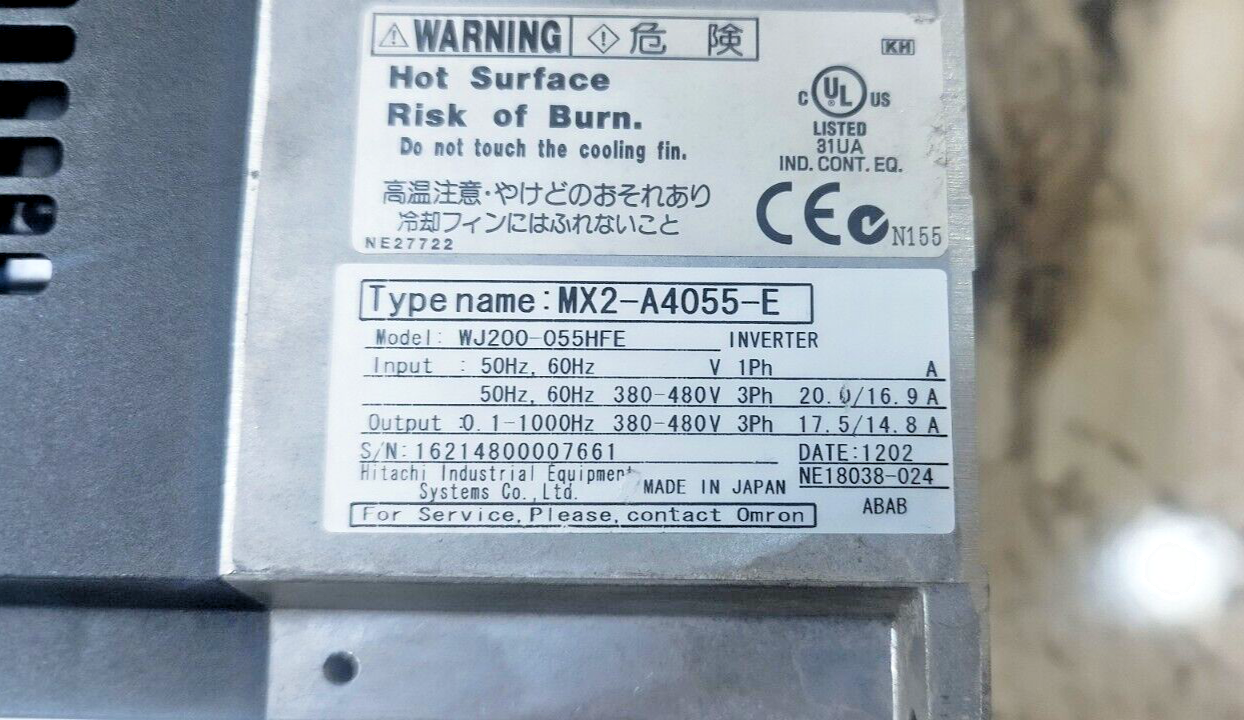 WARNING 危 険
KH
Hot Surface
Risk of Burn.
Do not touch the cooling fin.
C UL US
LISTED
31UA
IND. CONT. EQ.
高温注意・やけどのおそれあり
冷却フィンにはふれないこと
NE27722
CE N155
Type name:MX2-A4055-E
Model: WJ200-055HFE INVERTER
Input : 50Hz, 60Hz V 1Ph A
50Hz, 60Hz 380-480V 3Ph 20.0/16.9 A
Output :0.1-1000Hz 380-480V 3Ph 17.5/14.8 A
S/N:16214800007661 DATE:1202
Hitachi Industrial Equipment
Systems Co.,Ltd. MADE IN JAPAN NE18038-024
For Service,Please,contact Omron ABAB